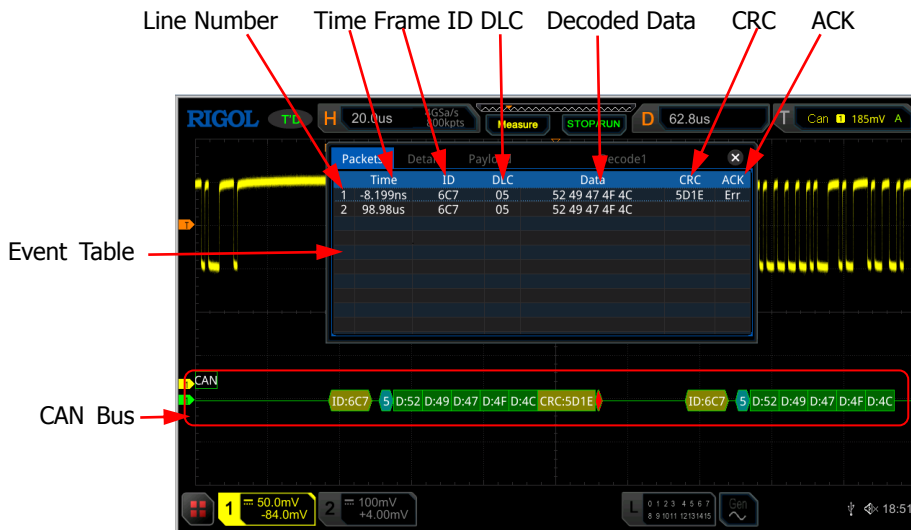 Line Number Time Frame ID DLC Decoded Data CRC ACK
RIGOL T'D H 20.0us 4GSa/s 800kpts Measure STOP/RUN D 62.8us T Can 1 185mV A
Packets Detail Payload Decode1
Time ID DLC Data CRC ACK
1 -8.199ns 6C7 05 52 49 47 4F 4C 5D1E Err
2 98.98us 6C7 05 52 49 47 4F 4C
T
Event Table
CAN
ID:6C7 5 D:52 D:49 D:47 D:4F D:4C CRC:5D1E ID:6C7 5 D:52 D:49 D:47 D:4F D:4C
CAN Bus
1 50.0mV -84.0mV 2 100mV +4.00mV L 0 1 2 3 4 5 6 7 Gen 18:51
8 9 10 11 12 13 14 15